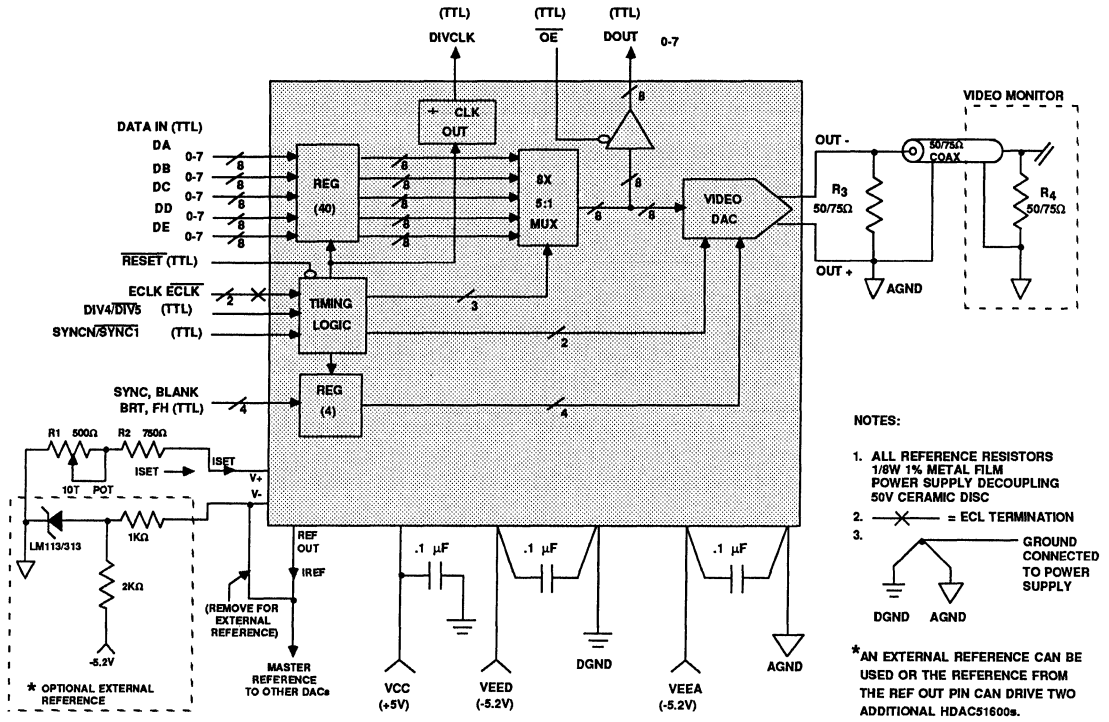 (TTL) (TTL) (TTL)
DIVCLK OE DOUT 0-7
8
÷ CLK
OUT
DATA IN (TTL)
DA
0-7 8
DB
0-7 8
DC
0-7 8
DD
0-7 8
DE
0-7 8
REG
(40)
8
8
8
8
8
8X
5:1
MUX
8
8
8
VIDEO
DAC
VIDEO MONITOR
OUT -
50/75Ω
COAX
R3
50/75Ω
R4
50/75Ω
OUT +
AGND
RESET (TTL)
ECLK ECLK 2
DIV4/DIV5 (TTL)
SYNCN/SYNC1 (TTL)
TIMING
LOGIC
3
2
SYNC, BLANK
BRT, FH (TTL) 4
REG
(4)
4
R1 500Ω R2 750Ω
ISET
ISET
10T POT
V+
V-
LM113/313
1KΩ
2KΩ
-5.2V
* OPTIONAL EXTERNAL
REFERENCE
REF
OUT
IREF
(REMOVE FOR
EXTERNAL
REFERENCE)
MASTER
REFERENCE
TO OTHER DACs
.1 µF
.1 µF
.1 µF
VCC
(+5V)
VEED
(-5.2V)
DGND
VEEA
(-5.2V)
AGND
NOTES:
1. ALL REFERENCE RESISTORS
1/8W 1% METAL FILM
POWER SUPPLY DECOUPLING
50V CERAMIC DISC
2. = ECL TERMINATION
3.
GROUND
CONNECTED
TO POWER
SUPPLY
DGND AGND
*AN EXTERNAL REFERENCE CAN BE
USED OR THE REFERENCE FROM
THE REF OUT PIN CAN DRIVE TWO
ADDITIONAL HDAC51600s.